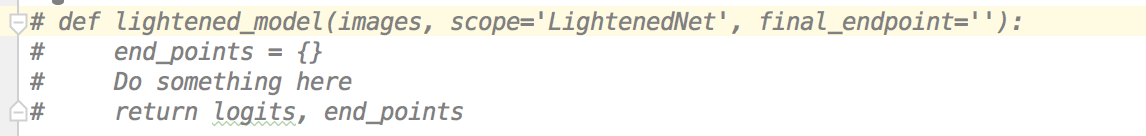 # def lightened_model(images, scope='LightenedNet', final_endpoint=''):
#     end_points = {}
#     Do something here
#     return logits, end_points